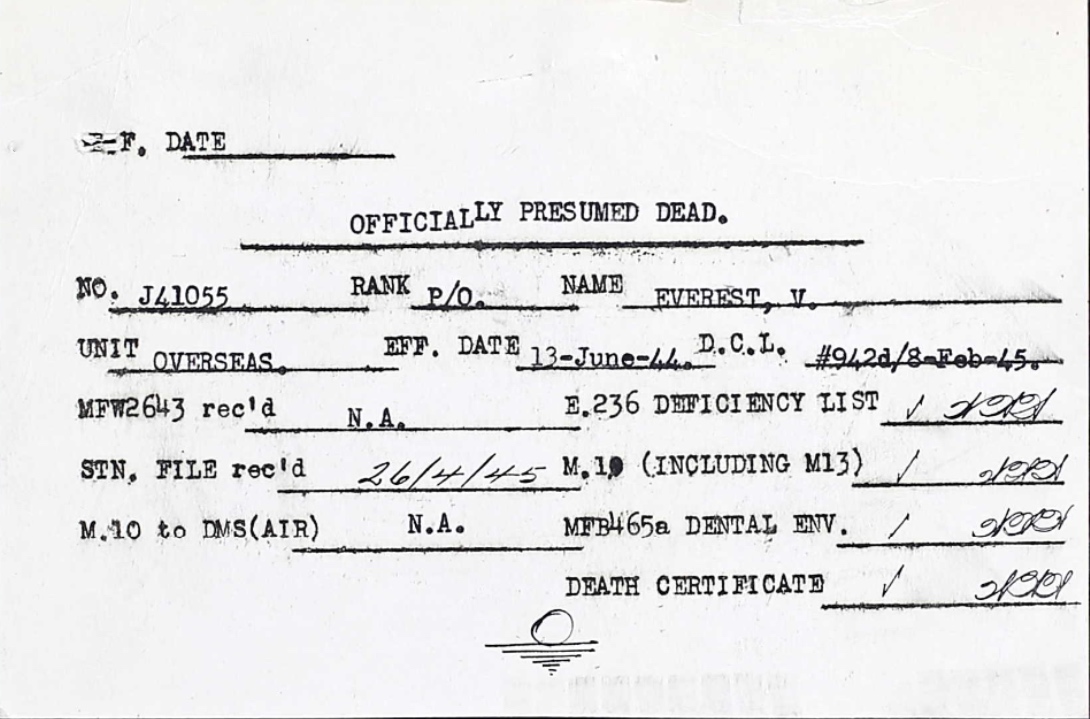 F. DATE
OFFICIALLY PRESUMED DEAD.
NO. J41055 RANK P/O. NAME EVEREST, V.
UNIT OVERSEAS. EFF. DATE 13-June-44. D.C.L. #942d/8-Feb-45.
MFW2643 rec'd N.A. E.236 DEFICIENCY LIST ✓
STN. FILE rec'd 26/4/45 M.10 (INCLUDING M13) ✓
M.10 to DMS(AIR) N.A. MFB465a DENTAL ENV. ✓
DEATH CERTIFICATE ✓